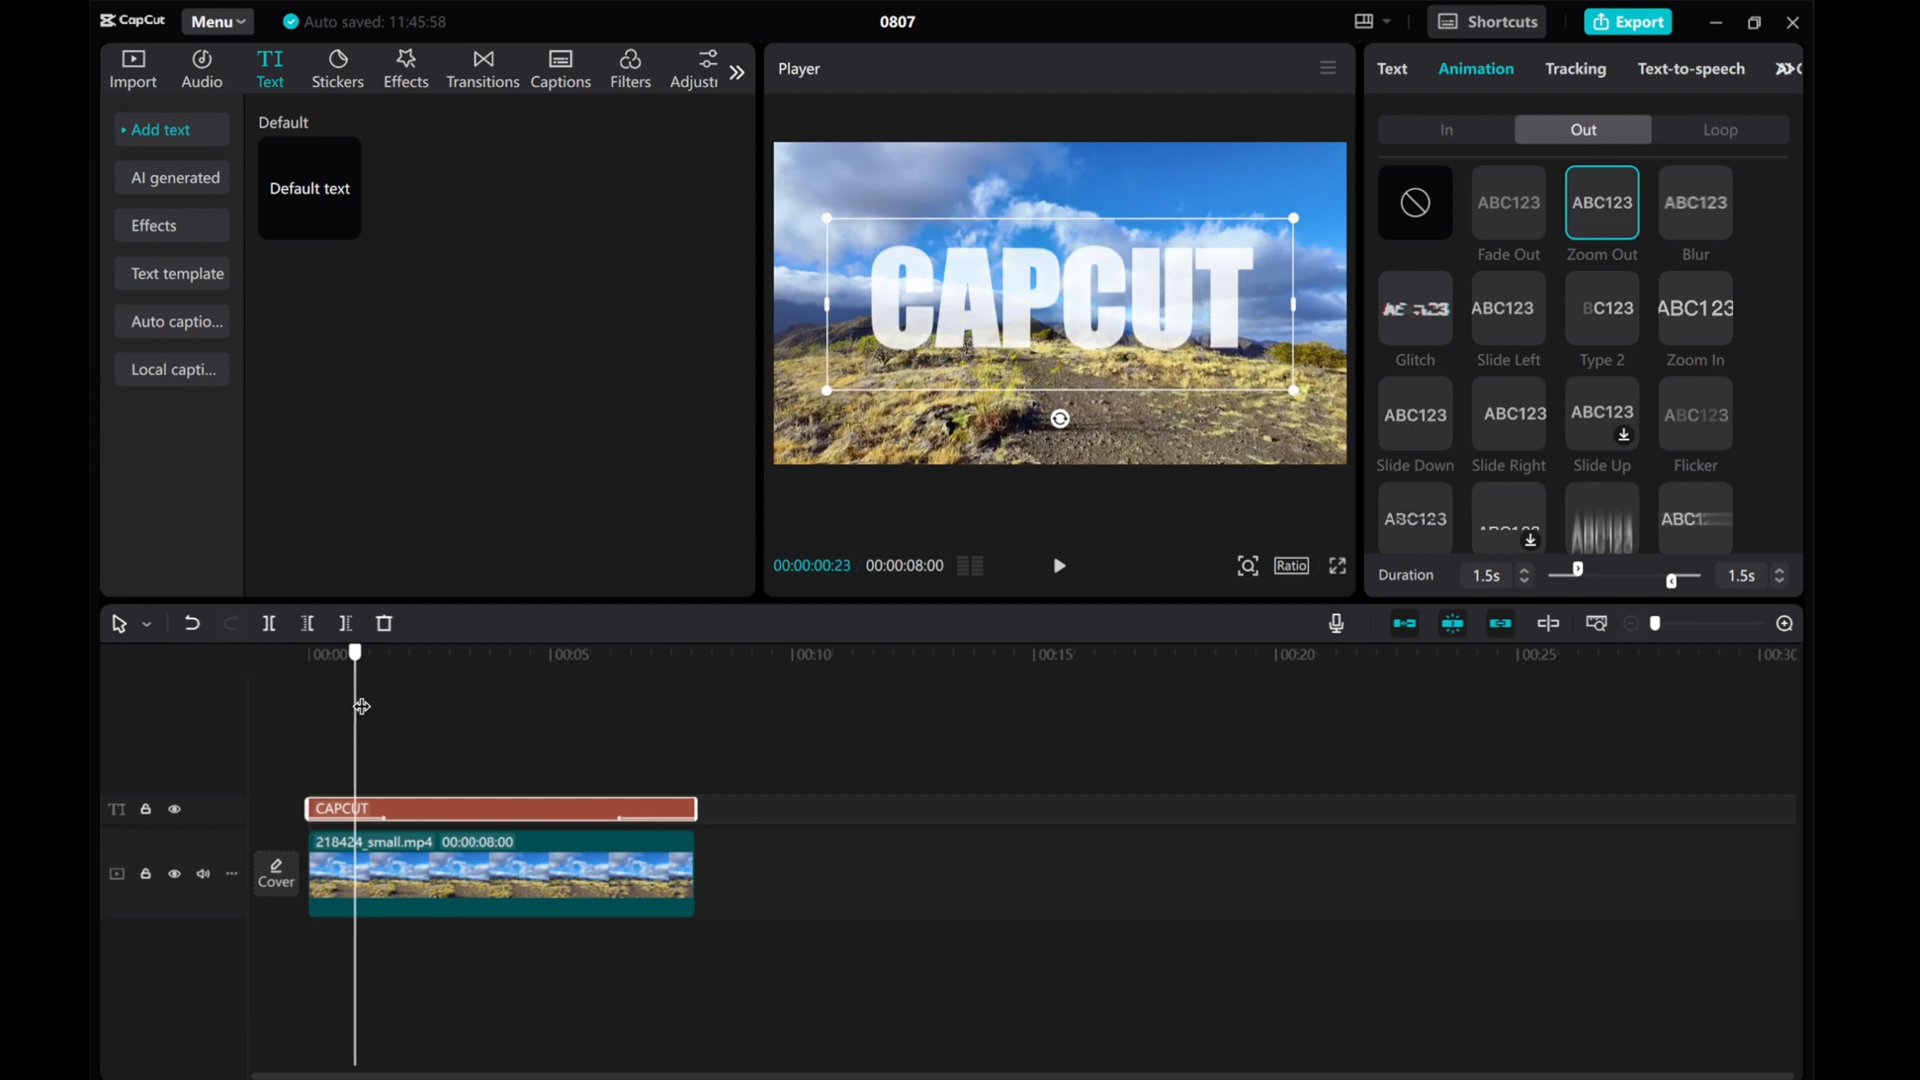 CapCut
Menu
Auto saved: 11:45:58
0807
Shortcuts
Export
Import
Audio
TI
Text
Stickers
Effects
Transitions
Captions
Filters
Adjustı
Player
Text
Animation
Tracking
Text-to-speech
Add text
AI generated
Effects
Text template
Auto captio...
Local capti...
Default
Default text
CAPCUT
00:00:00:23
00:00:08:00
Ratio
In
Out
Loop
ABC123
ABC123
ABC123
Fade Out
Zoom Out
Blur
ABC123
BC123
ABC123
Glitch
Slide Left
Type 2
Zoom In
ABC123
ABC123
ABC123
ABC123
Slide Down
Slide Right
Slide Up
Flicker
ABC123
Duration
1.5s
1.5s
00:00
00:05
00:10
00:15
00:20
00:25
00:30
TI
CAPCUT
218424_small.mp4
00:00:08:00
Cover